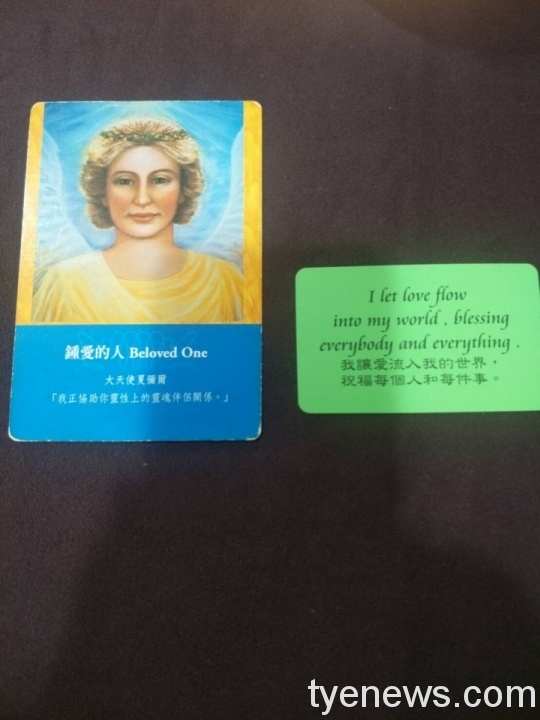 鍾愛的人 Beloved One
大天使夏彌爾
「我正協助你靈性上的靈魂伴侶關係。」
I let love flow
into my world , blessing
everybody and everything .
我讓愛流入我的世界，
祝福每個人和每件事。
tyenews.com